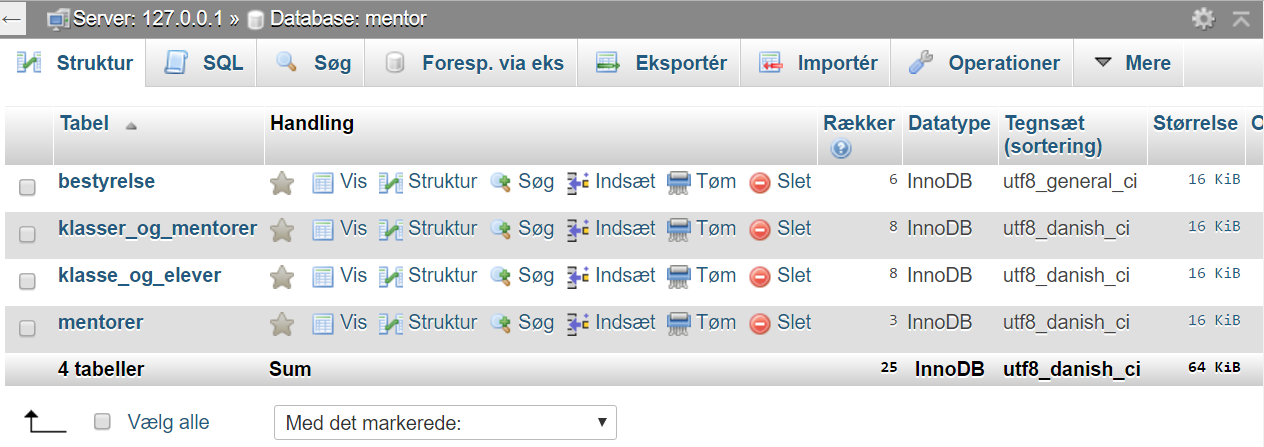 ← Server: 127.0.0.1 » Database: mentor
Struktur SQL Søg Foresp. via eks Eksportér Importér Operationer Mere
Tabel Handling Rækker Datatype Tegnsæt (sortering) Størrelse O
bestyrelse Vis Struktur Søg Indsæt Tøm Slet 6 InnoDB utf8_general_ci 16 KiB
klasser_og_mentorer Vis Struktur Søg Indsæt Tøm Slet 8 InnoDB utf8_danish_ci 16 KiB
klasse_og_elever Vis Struktur Søg Indsæt Tøm Slet 8 InnoDB utf8_danish_ci 16 KiB
mentorer Vis Struktur Søg Indsæt Tøm Slet 3 InnoDB utf8_danish_ci 16 KiB
4 tabeller Sum 25 InnoDB utf8_danish_ci 64 KiB
Vælg alle Med det markerede: